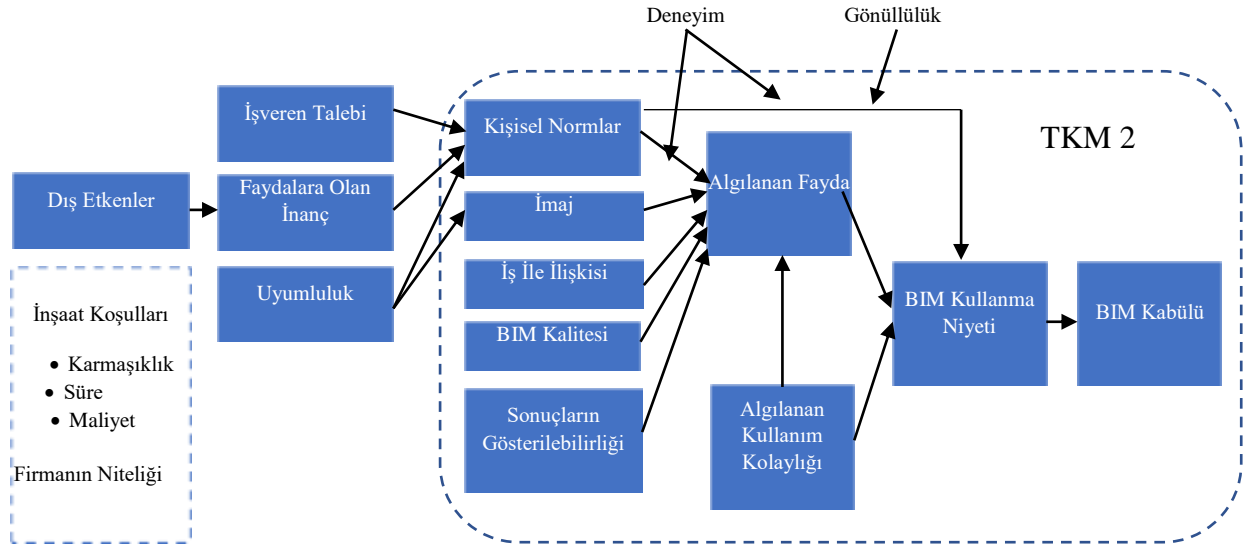 Deneyim
Gönüllülük
TKM 2
İşveren Talebi
Kişisel Normlar
Algılanan Fayda
Dış Etkenler
Faydalara Olan
İnanç
İmaj
Uyumluluk
İş İle İlişkisi
BIM Kalitesi
Sonuçların
Gösterilebilirliği
Algılanan
Kullanım
Kolaylığı
BIM Kullanma
Niyeti
BIM Kabülü
İnşaat Koşulları
• Karmaşıklık
• Süre
• Maliyet
Firmanın Niteliği